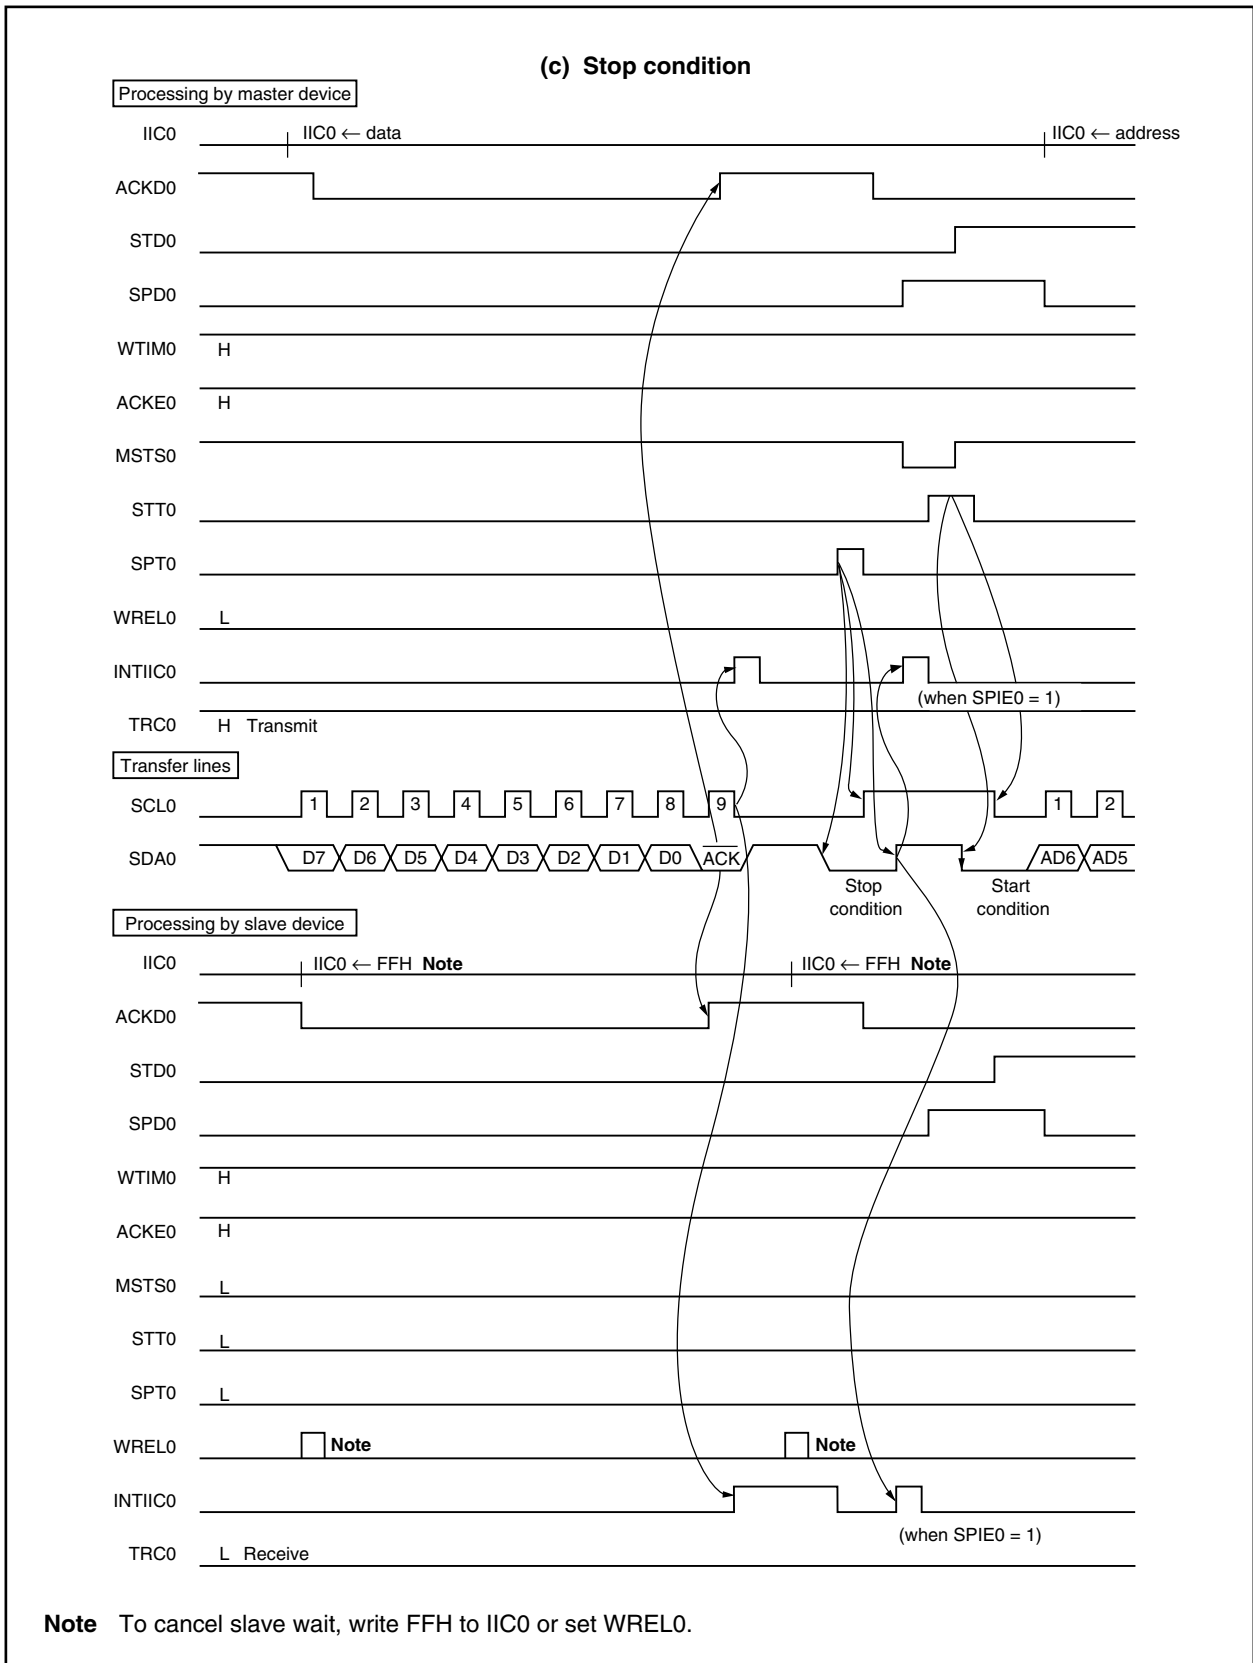 (c) Stop condition
Processing by master device
IIC0 IIC0 ← data IIC0 ← address
ACKD0
STD0
SPD0
WTIM0 H
ACKE0 H
MSTS0
STT0
SPT0
WREL0 L
INTIIC0
(when SPIE0 = 1)
TRC0 H Transmit
Transfer lines
SCL0 1 2 3 4 5 6 7 8 9 1 2
SDA0 D7 D6 D5 D4 D3 D2 D1 D0 ACK AD6 AD5
Stop condition
Start condition
Processing by slave device
IIC0 IIC0 ← FFH Note IIC0 ← FFH Note
ACKD0
STD0
SPD0
WTIM0 H
ACKE0 H
MSTS0 L
STT0 L
SPT0 L
WREL0 Note Note
INTIIC0
(when SPIE0 = 1)
TRC0 L Receive
Note To cancel slave wait, write FFH to IIC0 or set WREL0.